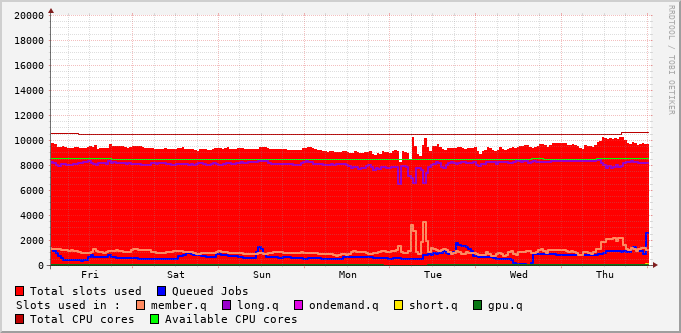 20000
18000
16000
14000
12000
10000
8000
6000
4000
2000
0
Fri Sat Sun Mon Tue Wed Thu
Total slots used Queued Jobs
Slots used in : member.q long.q ondemand.q short.q gpu.q
Total CPU cores Available CPU cores
RRDTOOL / TOBI OETIKER